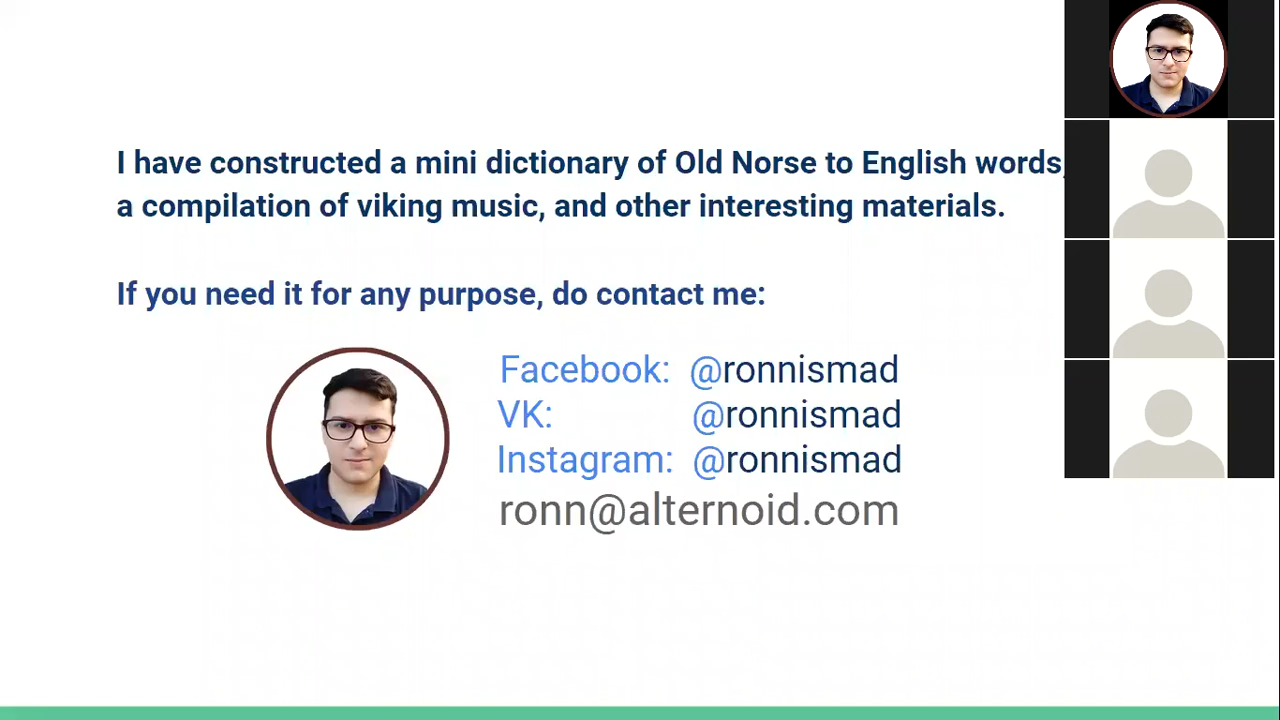 I have constructed a mini dictionary of Old Norse to English words,
a compilation of viking music, and other interesting materials.
If you need it for any purpose, do contact me:
Facebook: @ronnismad
VK: @ronnismad
Instagram: @ronnismad
ronn@alternoid.com